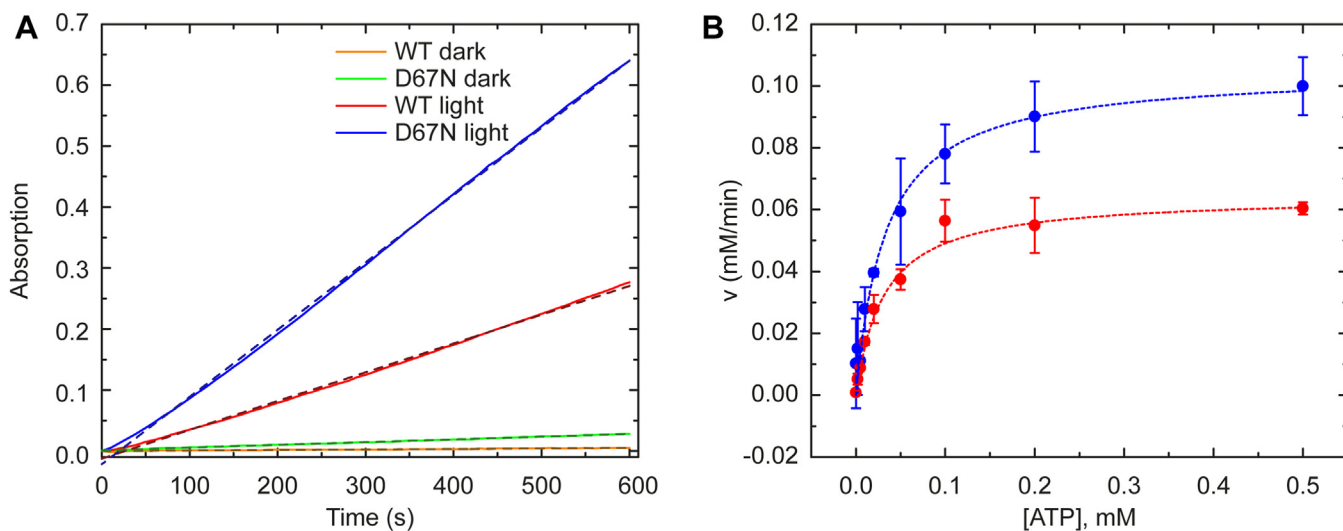 A
Absorption
0.7
0.6
0.5
0.4
0.3
0.2
0.1
0.0
WT dark
D67N dark
WT light
D67N light
0 100 200 300 400 500 600
Time (s)
B
v (mM/min)
0.12
0.10
0.08
0.06
0.04
0.02
0.00
-0.02
0.0 0.1 0.2 0.3 0.4 0.5
[ATP], mM